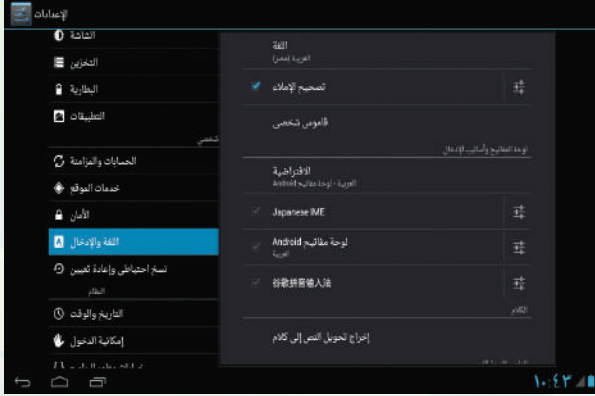 الإعدادات
الشاشة
التخزين
البطارية
التطبيقات
شخصي
الحسابات والمزامنة
خدمات الموقع
الأمان
اللغة والإدخال
نسخ احتياطي وإعادة تعيين
النظام
التاريخ والوقت
إمكانية الدخول
اللغة
العربية (مصر)
تصحيح الإملاء
قاموس شخصى
لوحة المفاتيح وأساليب الإدخال
الافتراضية
العربية - لوحة مفاتيح Android
Japanese IME
لوحة مفاتيح Android
العربية
谷歌拼音输入法
الكلام
إخراج تحويل النص إلى كلام
١٠:٤٣